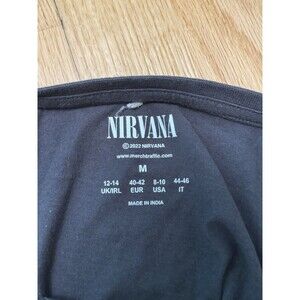 NIRVANA
©2022 NIRVANA
www.merchtraffic.com
M
12-14 40-42 8-10 44-46
UK/IRL EUR USA IT
MADE IN INDIA